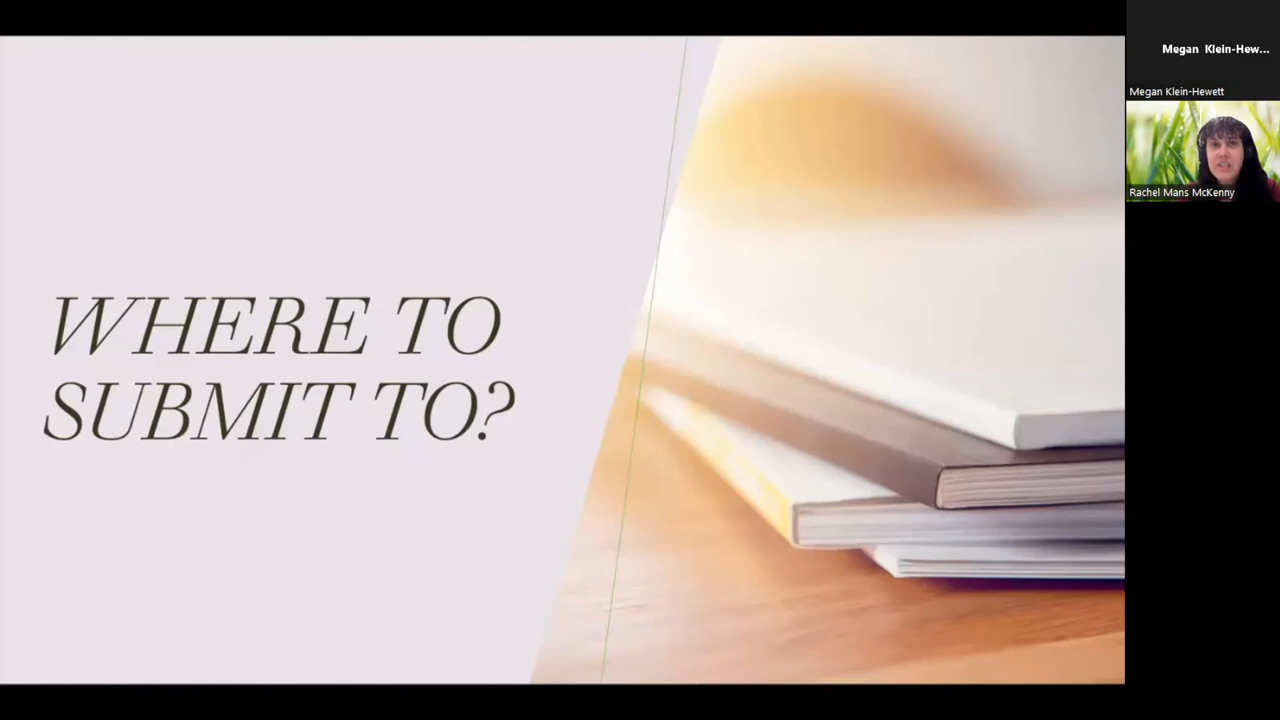 WHERE TO
SUBMIT TO?
Megan Klein-Hew...
Megan Klein-Hewett
Rachel Mans McKenny